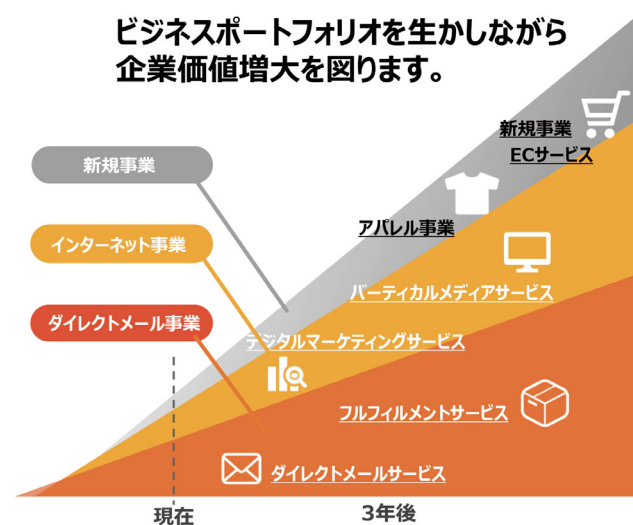 ビジネスポートフォリオを生かしながら
企業価値増大を図ります。
新規事業
ECサービス
新規事業
アパレル事業
インターネット事業
バーティカルメディアサービス
ダイレクトメール事業
デジタルマーケティングサービス
フルフィルメントサービス
ダイレクトメールサービス
現在
3年後